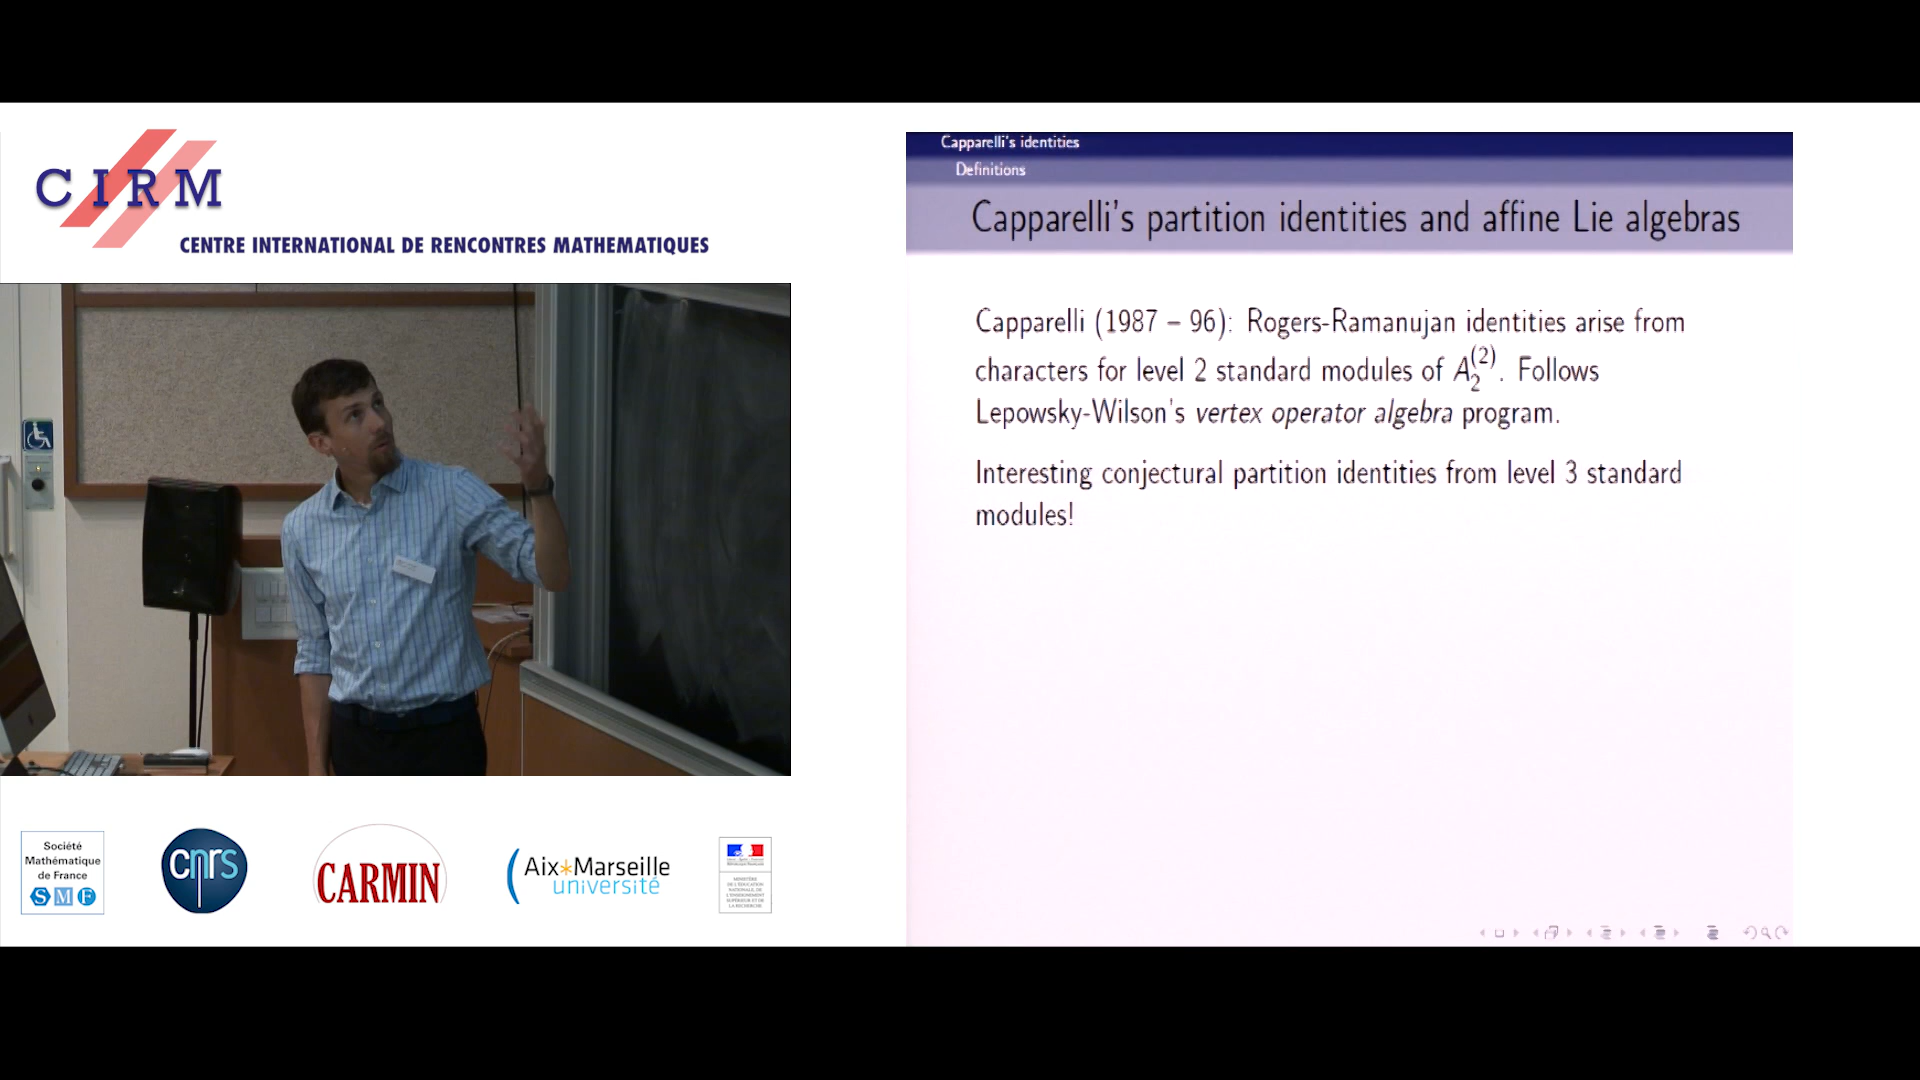 CIRM
CENTRE INTERNATIONAL DE RENCONTRES MATHEMATIQUES
Capparelli's identities
Definitions
Capparelli's partition identities and affine Lie algebras
Capparelli (1987 – 96): Rogers-Ramanujan identities arise from
characters for level 2 standard modules of A₂⁽²⁾. Follows
Lepowsky-Wilson's vertex operator algebra program.
Interesting conjectural partition identities from level 3 standard
modules!
Société
Mathématique
de France
SMF
cnrs
CARMIN
Aix*Marseille
université